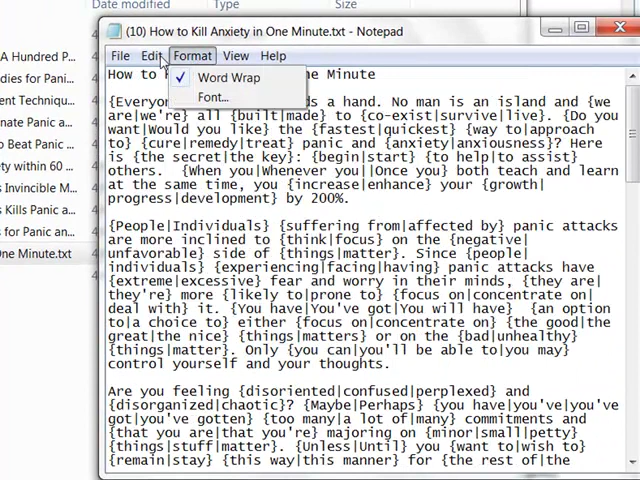 Date modified Type Size
(10) How to Kill Anxiety in One Minute.txt - Notepad
File Edit Format View Help
Word Wrap
Font...
How to One Minute
A Hundred P...
dies for Panic...
ent Technique...
o Beat Panic ...
ety within 60 ...
s Invincible M...
s Kills Panic a...
s for Panic an...
One Minute.txt
{Everyon s a hand. No man is an island and {we
are|we're} all {built|made} to {co-exist|survive|live}. {Do you
want|Would you like} the {fastest|quickest} {way to|approach
to} {cure|remedy|treat} panic and {anxiety|anxiousness}? Here
is {the secret|the key}: {begin|start} {to help|to assist}
others. {When you|Whenever you||Once you} both teach and learn
at the same time, you {increase|enhance} your {growth|
progress|development} by 200%.
{People|Individuals} {suffering from|affected by} panic attacks
are more inclined to {think|focus} on the {negative|
unfavorable} side of {things|matter}. Since {people|
individuals} {experiencing|facing|having} panic attacks have
{extreme|excessive} fear and worry in their minds, {they are|
they're} more {likely to|prone to} {focus on|concentrate on|
deal with} it. {You have|You've got|You will have} {an option
to|a choice to} either {focus on|concentrate on} {the good|the
great|the nice} {things|matters} or on the {bad|unhealthy}
{things|matter}. Only {you can|you'll be able to|you may}
control yourself and your thoughts.
Are you feeling {disoriented|confused|perplexed} and
{disorganized|chaotic}? {Maybe|Perhaps} {you have|you've|you've
got|you've gotten} {too many|a lot of|many} commitments and
{that you are|that you're} majoring on {minor|small|petty}
{things|stuff|matter}. {Unless|Until} you {want to|wish to}
{remain|stay} {this way|this manner} for {the rest of|the